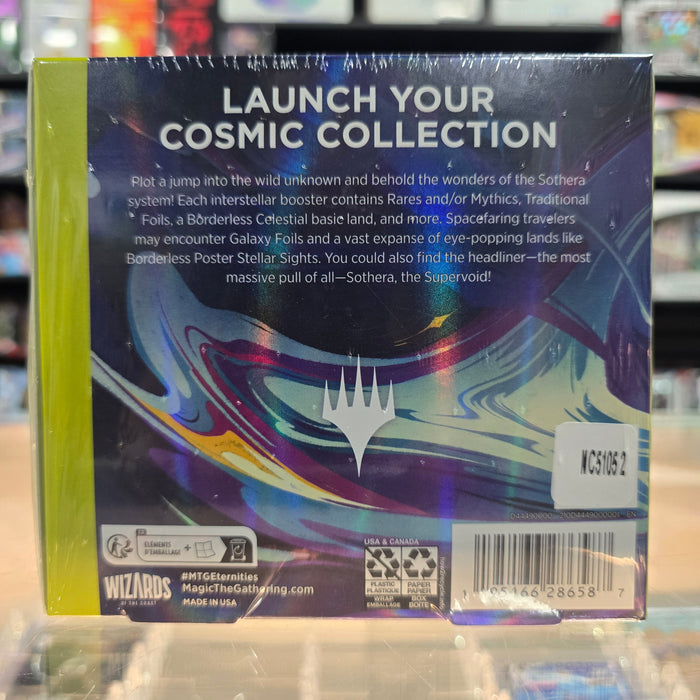 LAUNCH YOUR
COSMIC COLLECTION
Plot a jump into the wild unknown and behold the wonders of the Sothera
system! Each interstellar booster contains Rares and/or Mythics, Traditional
Foils, a Borderless Celestial basic land, and more. Spacefaring travelers
may encounter Galaxy Foils and a vast expanse of eye-popping lands like
Borderless Poster Stellar Sights. You could also find the headliner—the most
massive pull of all—Sothera, the Supervoid!
NC5105 2
ÉLÉMENTS
D'EMBALLAGE +
WIZARDS
OF THE COAST
#MTGEternities
MagicTheGathering.com
MADE IN USA
USA & CANADA
PLASTIC
PLASTIQUE
WRAP
EMBALLAGE
PAPER
PAPIER
BOX
BOÎTE
95166 28658 7